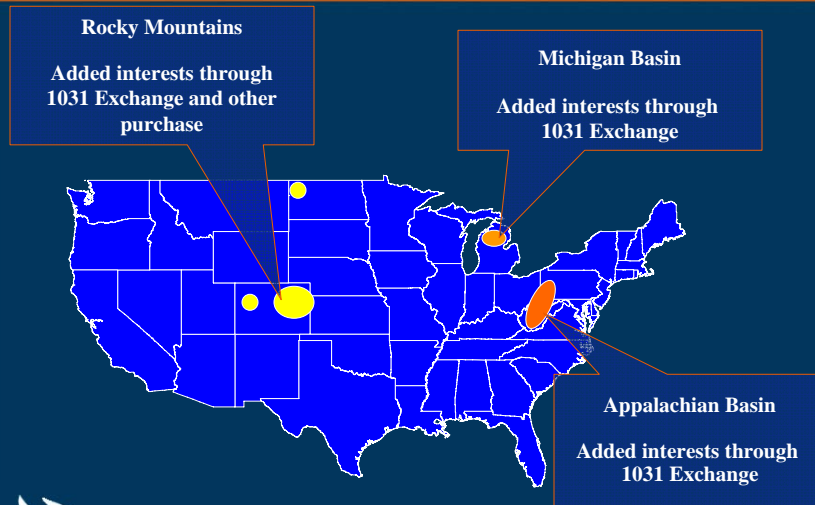 Rocky Mountains
Added interests through
1031 Exchange and other
purchase
Michigan Basin
Added interests through
1031 Exchange
Appalachian Basin
Added interests through
1031 Exchange